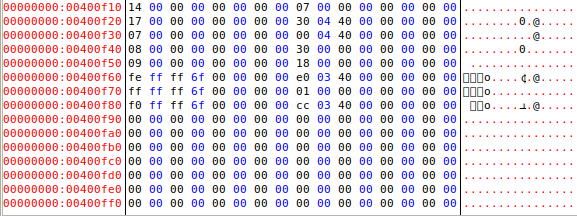 00000000:00400f10 14 00 00 00 00 00 00 00 07 00 00 00 00 00 00 00 ................
00000000:00400f20 17 00 00 00 00 00 00 00 30 04 40 00 00 00 00 00 ........0.@.....
00000000:00400f30 07 00 00 00 00 00 00 00 00 04 40 00 00 00 00 00 ..........@.....
00000000:00400f40 08 00 00 00 00 00 00 00 30 00 00 00 00 00 00 00 ........0.......
00000000:00400f50 09 00 00 00 00 00 00 00 18 00 00 00 00 00 00 00 ................
00000000:00400f60 fe ff ff 6f 00 00 00 00 e0 03 40 00 00 00 00 00
00000000:00400f70 ff ff ff 6f 00 00 00 00 01 00 00 00 00 00 00 00
00000000:00400f80 f0 ff ff 6f 00 00 00 00 cc 03 40 00 00 00 00 00
00000000:00400f90 00 00 00 00 00 00 00 00 00 00 00 00 00 00 00 00 ................
00000000:00400fa0 00 00 00 00 00 00 00 00 00 00 00 00 00 00 00 00 ................
00000000:00400fb0 00 00 00 00 00 00 00 00 00 00 00 00 00 00 00 00 ................
00000000:00400fc0 00 00 00 00 00 00 00 00 00 00 00 00 00 00 00 00 ................
00000000:00400fd0 00 00 00 00 00 00 00 00 00 00 00 00 00 00 00 00 ................
00000000:00400fe0 00 00 00 00 00 00 00 00 00 00 00 00 00 00 00 00 ................
00000000:00400ff0 00 00 00 00 00 00 00 00 00 00 00 00 00 00 00 00 ................